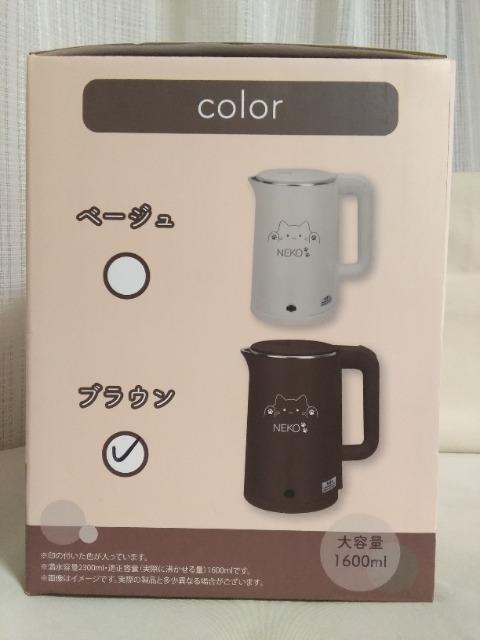 color
ベージュ
NEKO
ブラウン
NEKO
※印の付いた色が入っています。
※満水容量2300ml・適正容量(実際に沸かせる量)1600mlです。
※画像はイメージです。実際の製品と多少異なる場合がございます。
大容量
1600ml